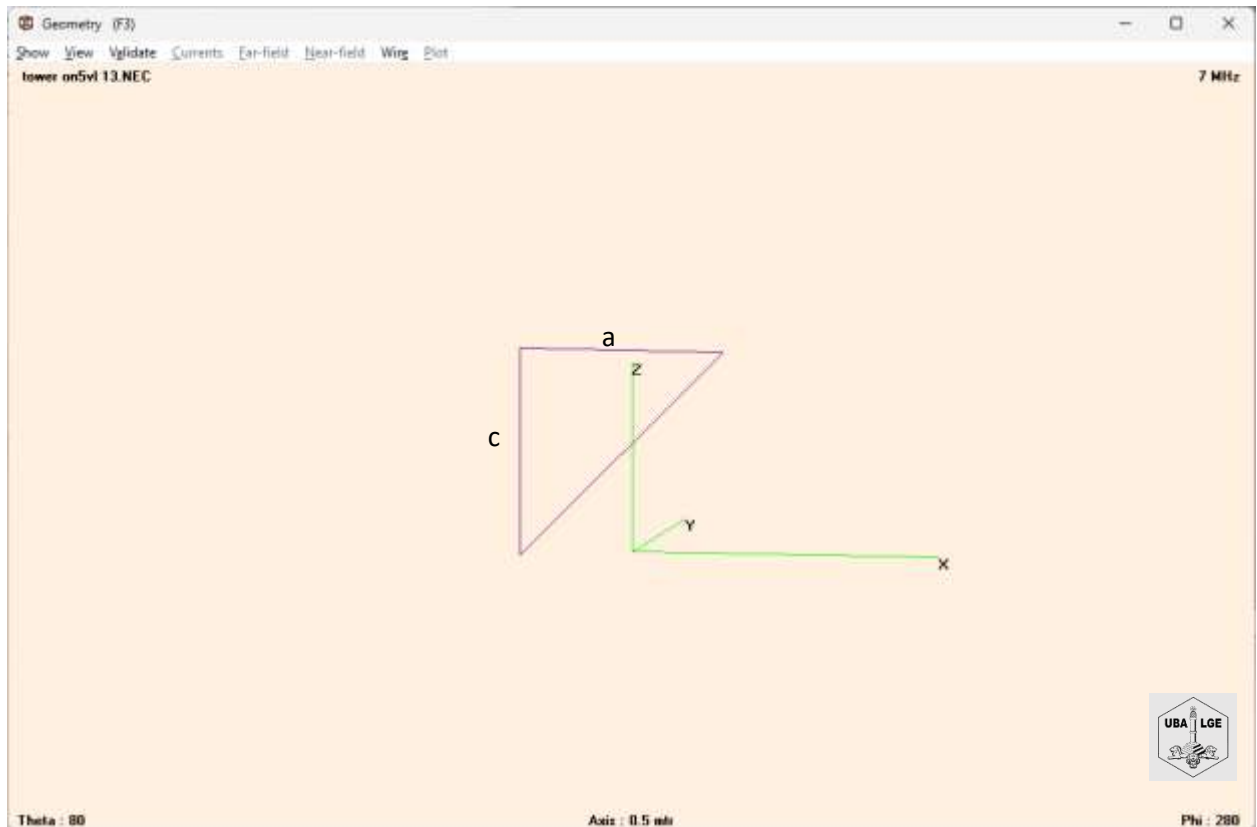 Geometry (F3)
Show View Validate Currents Far-field Near-field Wire Plot
tower on5vl 13.NEC 7 MHz
a
Z
c
Y
X
UBA LGE
Theta : 80 Axis : 0.5 mtr Phi : 280